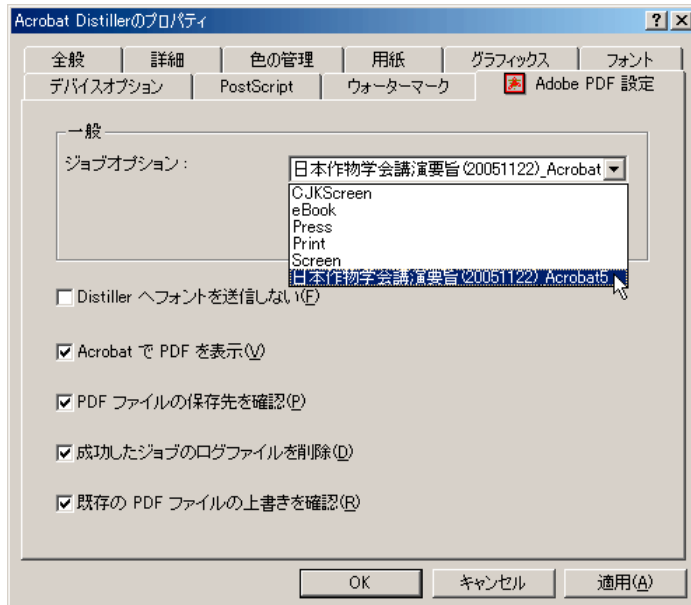 Acrobat Distillerのプロパティ
全般 詳細 色の管理 用紙 グラフィックス フォント
デバイスオプション PostScript ウォーターマーク Adobe PDF 設定
一般
ジョブオプション :
日本作物学会講演要旨(20051122)_Acrobat
CJKScreen
eBook
Press
Print
Screen
日本作物学会講演要旨(20051122)_Acrobat5
Distiller へフォントを送信しない(F)
Acrobat で PDF を表示(V)
PDF ファイルの保存先を確認(P)
成功したジョブのログファイルを削除(D)
既存の PDF ファイルの上書きを確認(R)
OK キャンセル 適用(A)